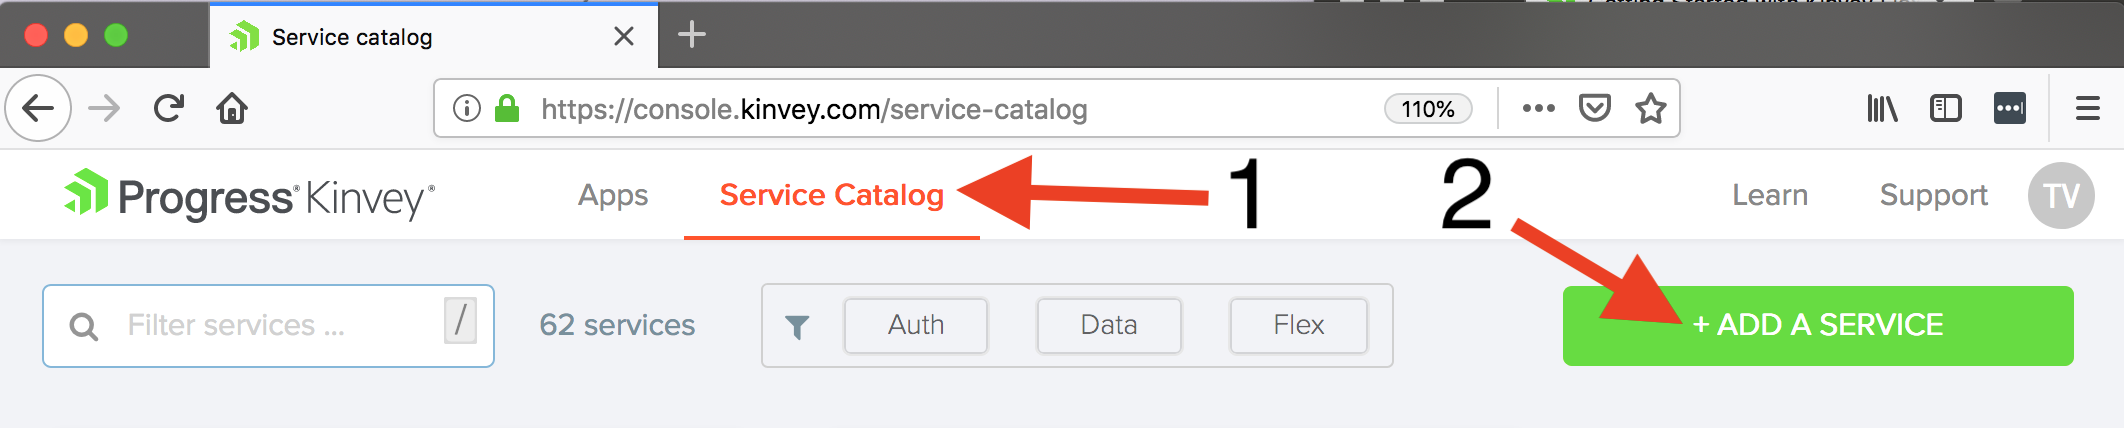 Service catalog
https://console.kinvey.com/service-catalog
110%
Progress® Kinvey®
Apps
Service Catalog
1
2
Learn
Support
TV
Filter services ...
/
62 services
Auth
Data
Flex
+ ADD A SERVICE